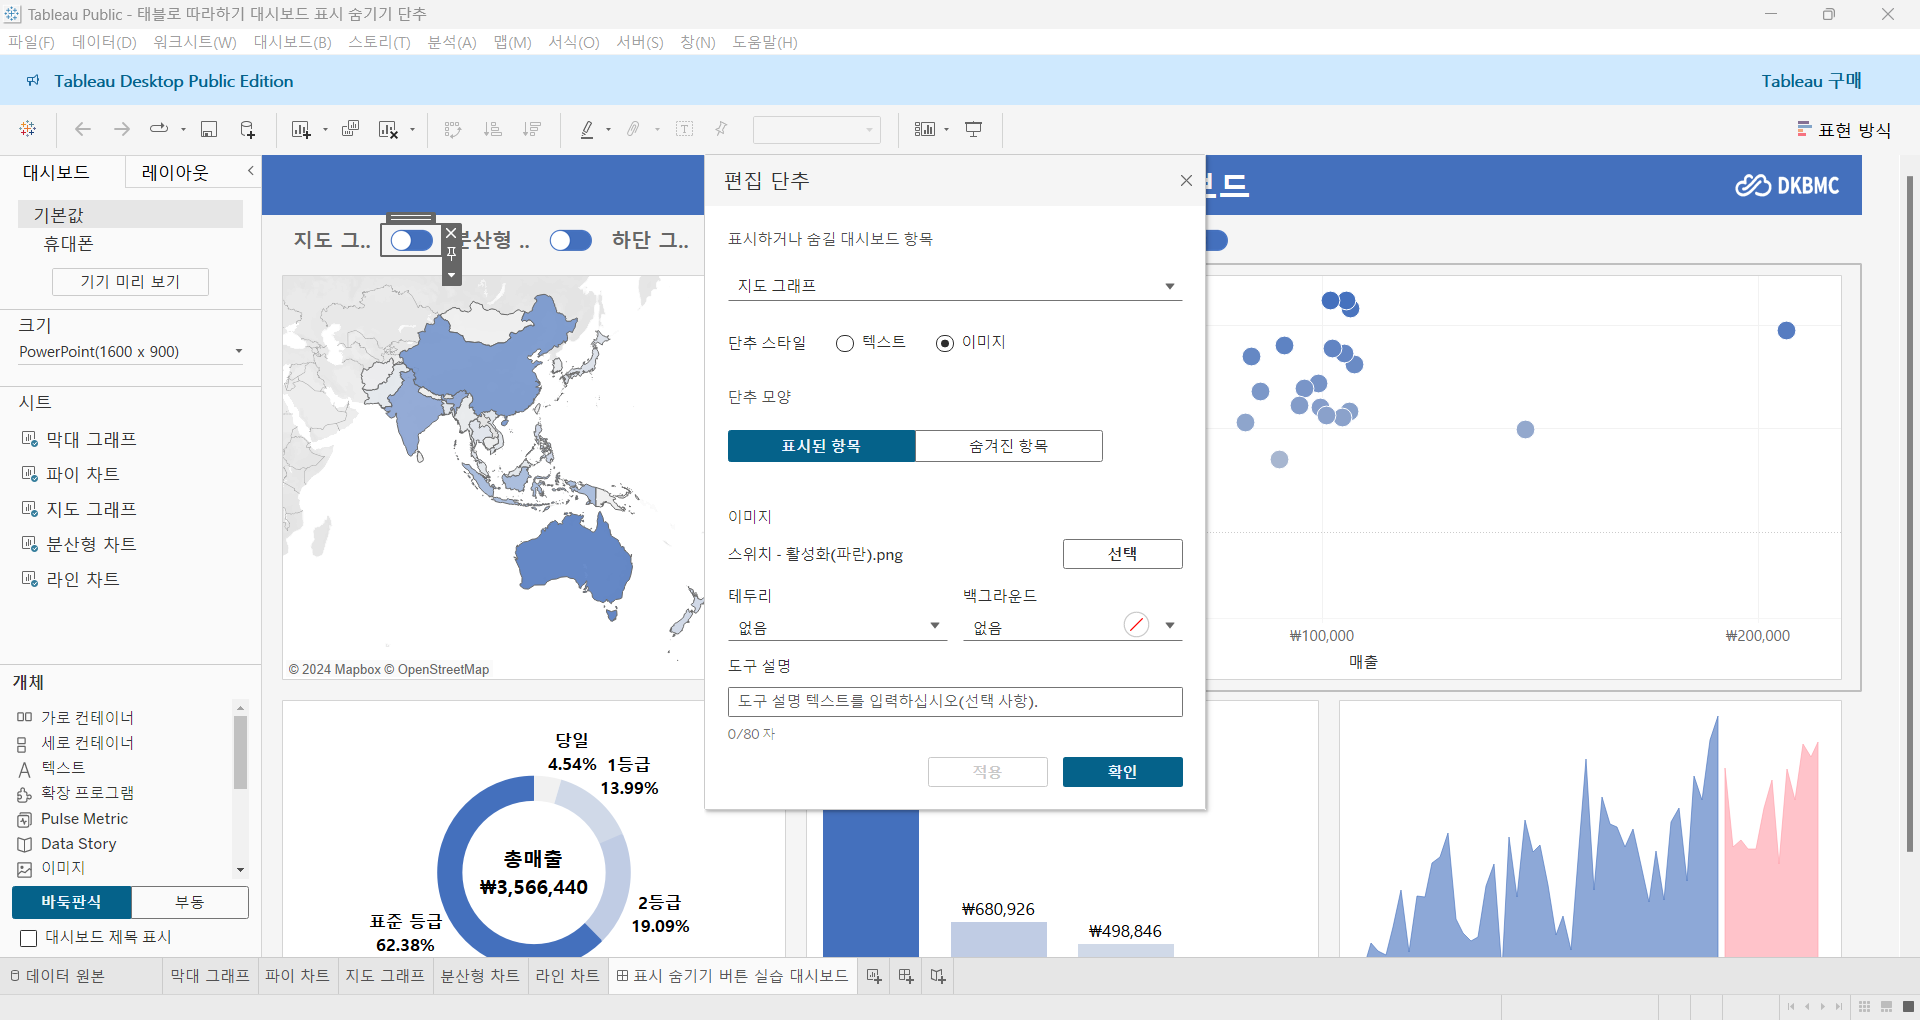 Tableau Public - 태블로 따라하기 대시보드 표시 숨기기 단추
파일(F) 데이터(D) 워크시트(W) 대시보드(B) 스토리(T) 분석(A) 맵(M) 서식(O) 서버(S) 창(N) 도움말(H)
Tableau Desktop Public Edition
Tableau 구매
표현 방식
대시보드 레이아웃
기본값
휴대폰
기기 미리 보기
크기
PowerPoint(1600 x 900)
시트
막대 그래프
파이 차트
지도 그래프
분산형 차트
라인 차트
개체
가로 컨테이너
세로 컨테이너
텍스트
확장 프로그램
Pulse Metric
Data Story
이미지
바둑판식 부동
대시보드 제목 표시
드
DKBMC
지도 그.. 분산형 .. 하단 그..
© 2024 Mapbox © OpenStreetMap
편집 단추
표시하거나 숨길 대시보드 항목
지도 그래프
단추 스타일 텍스트 이미지
단추 모양
표시된 항목 숨겨진 항목
이미지
스위치 - 활성화(파란).png 선택
테두리 백그라운드
없음 없음
도구 설명
도구 설명 텍스트를 입력하십시오(선택 사항).
0/80 자
적용 확인
₩100,000 ₩200,000
매출
당일
4.54%
1등급
13.99%
총매출
₩3,566,440
2등급
19.09%
표준 등급
62.38%
₩680,926
₩498,846
데이터 원본 막대 그래프 파이 차트 지도 그래프 분산형 차트 라인 차트 표시 숨기기 버튼 실습 대시보드